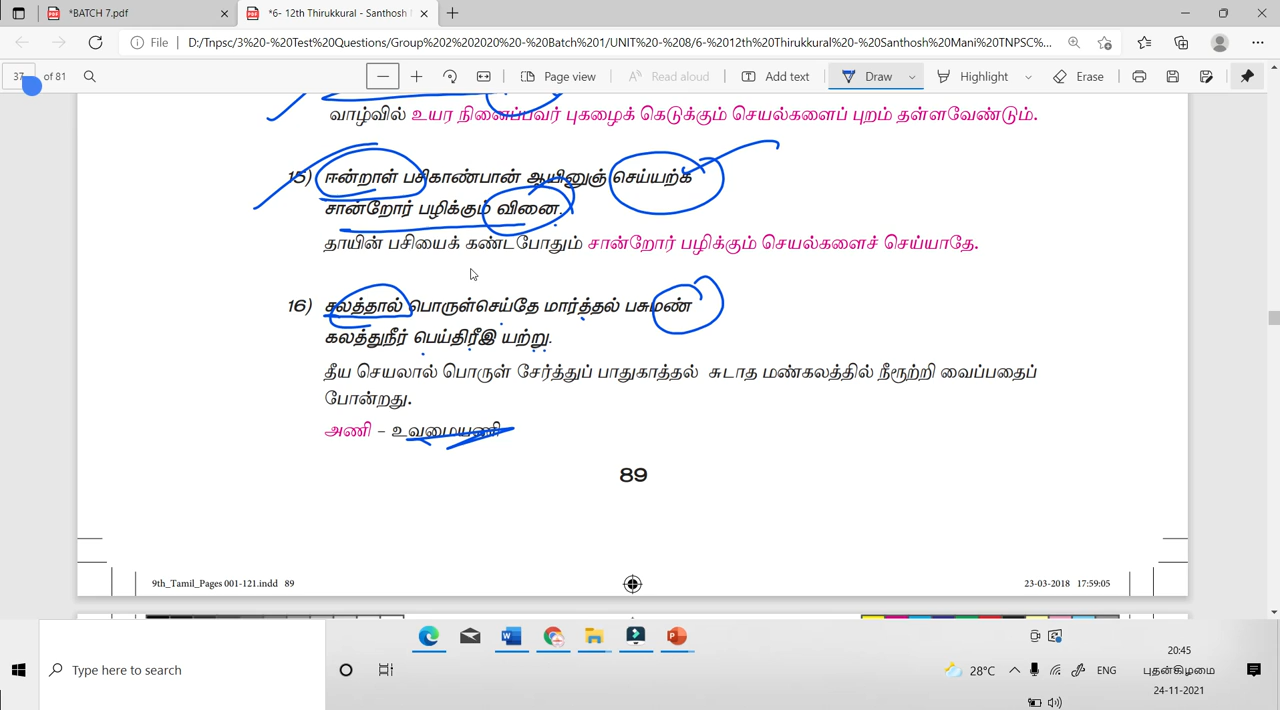 *BATCH 7.pdf
*6- 12th Thirukkural - Santhosh M
File D:/Tnpsc/3%20-%20Test%20Questions/Group%202%202020%20-%20Batch%201/UNIT%20-%208/6-%2012th%20Thirukkural%20-%20Santhosh%20Mani%20TNPSC%...
37 of 81 Page view Read aloud Add text Draw Highlight Erase
வாழ்வில் உயர நினைப்பவர் புகழைக் கெடுக்கும் செயல்களைப் புறம் தள்ளவேண்டும்.
15) ஈன்றாள் பசிகாண்பான் ஆயினுஞ் செய்யற்க
சான்றோர் பழிக்கும் வினை.
தாயின் பசியைக் கண்டபோதும் சான்றோர் பழிக்கும் செயல்களைச் செய்யாதே.
16) சலத்தால் பொருள்செய்தே மார்த்தல் பசுமண்
கலத்துநீர் பெய்திரீஇ யற்று.
தீய செயலால் பொருள் சேர்த்துப் பாதுகாத்தல் சுடாத மண்கலத்தில் நீரூற்றி வைப்பதைப்
போன்றது.
அணி – உவமையணி
89
9th_Tamil_Pages 001-121.indd 89 23-03-2018 17:59:05
Type here to search
28°C ENG
20:45
புதன்கிழமை
24-11-2021